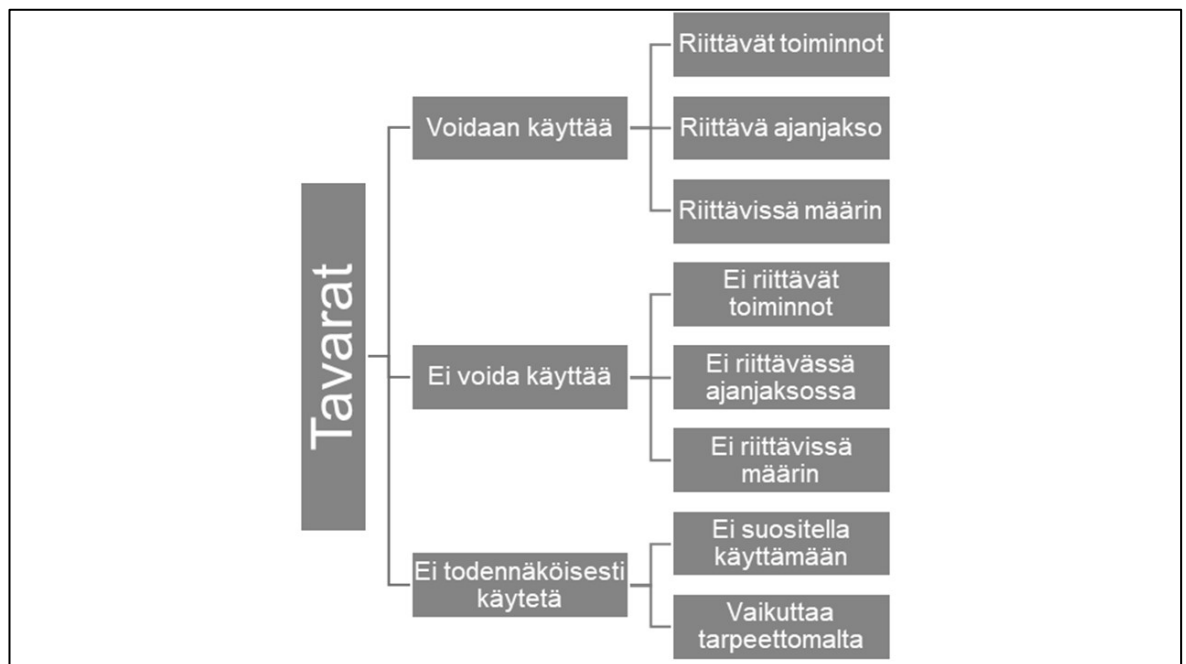 Tavarat
Voidaan käyttää
Riittävät toiminnot
Riittävä ajanjakso
Riittävissä määrin
Ei voida käyttää
Ei riittävät
toiminnot
Ei riittävässä
ajanjaksossa
Ei riittävissä
määrin
Ei todennäköisesti
käytetä
Ei suositella
käyttämään
Vaikuttaa
tarpeettomalta